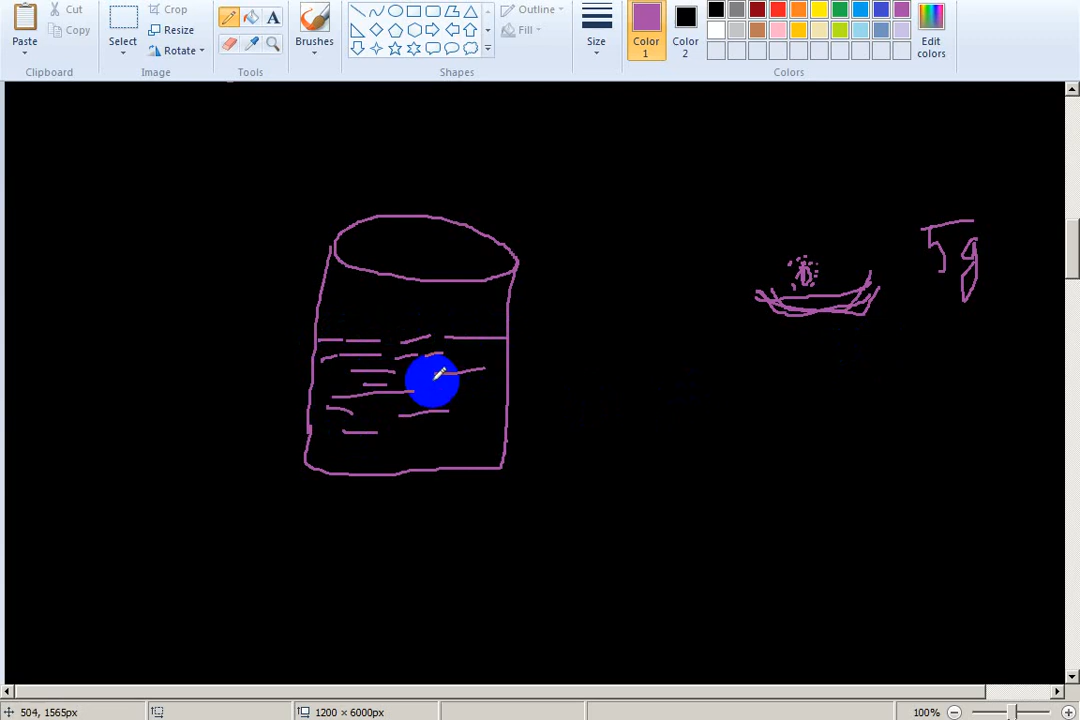 Paste
Cut
Copy
Clipboard
Select
Crop
Resize
Rotate
Image
Tools
Brushes
Outline
Fill
Shapes
Size
Color
1
Color
2
Edit
colors
Colors
5g
504, 1565px
1200 × 6000px
100%